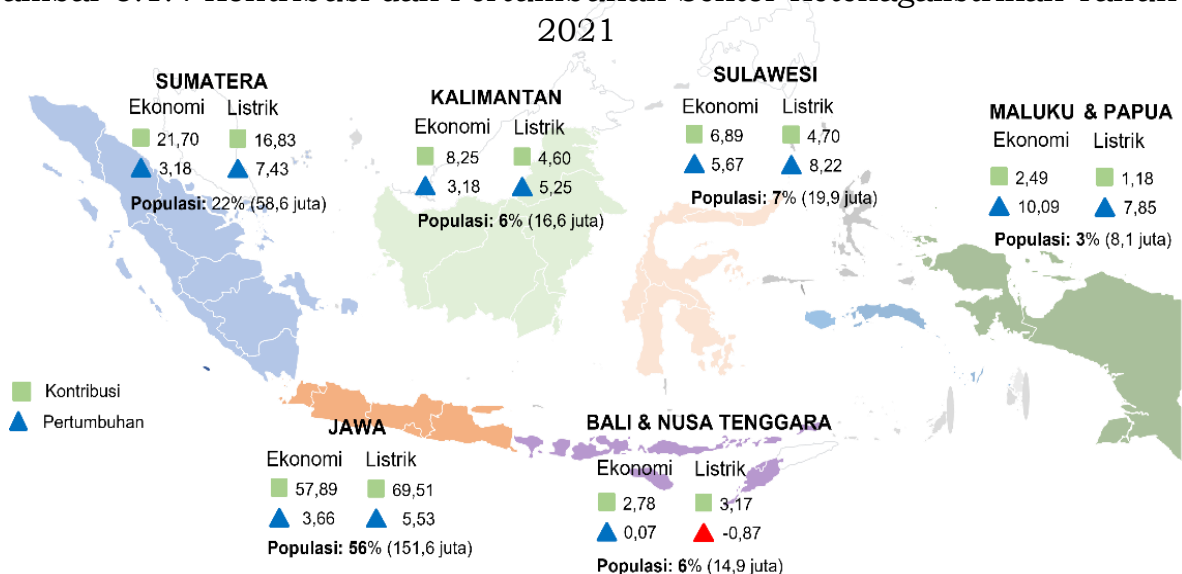 2021
SUMATERA
Ekonomi Listrik
21,70 16,83
3,18 7,43
Populasi: 22% (58,6 juta)
KALIMANTAN
Ekonomi Listrik
8,25 4,60
3,18 5,25
Populasi: 6% (16,6 juta)
SULAWESI
Ekonomi Listrik
6,89 4,70
5,67 8,22
Populasi: 7% (19,9 juta)
MALUKU & PAPUA
Ekonomi Listrik
2,49 1,18
10,09 7,85
Populasi: 3% (8,1 juta)
Kontribusi
Pertumbuhan
JAWA
Ekonomi Listrik
57,89 69,51
3,66 5,53
Populasi: 56% (151,6 juta)
BALI & NUSA TENGGARA
Ekonomi Listrik
2,78 3,17
0,07 -0,87
Populasi: 6% (14,9 juta)